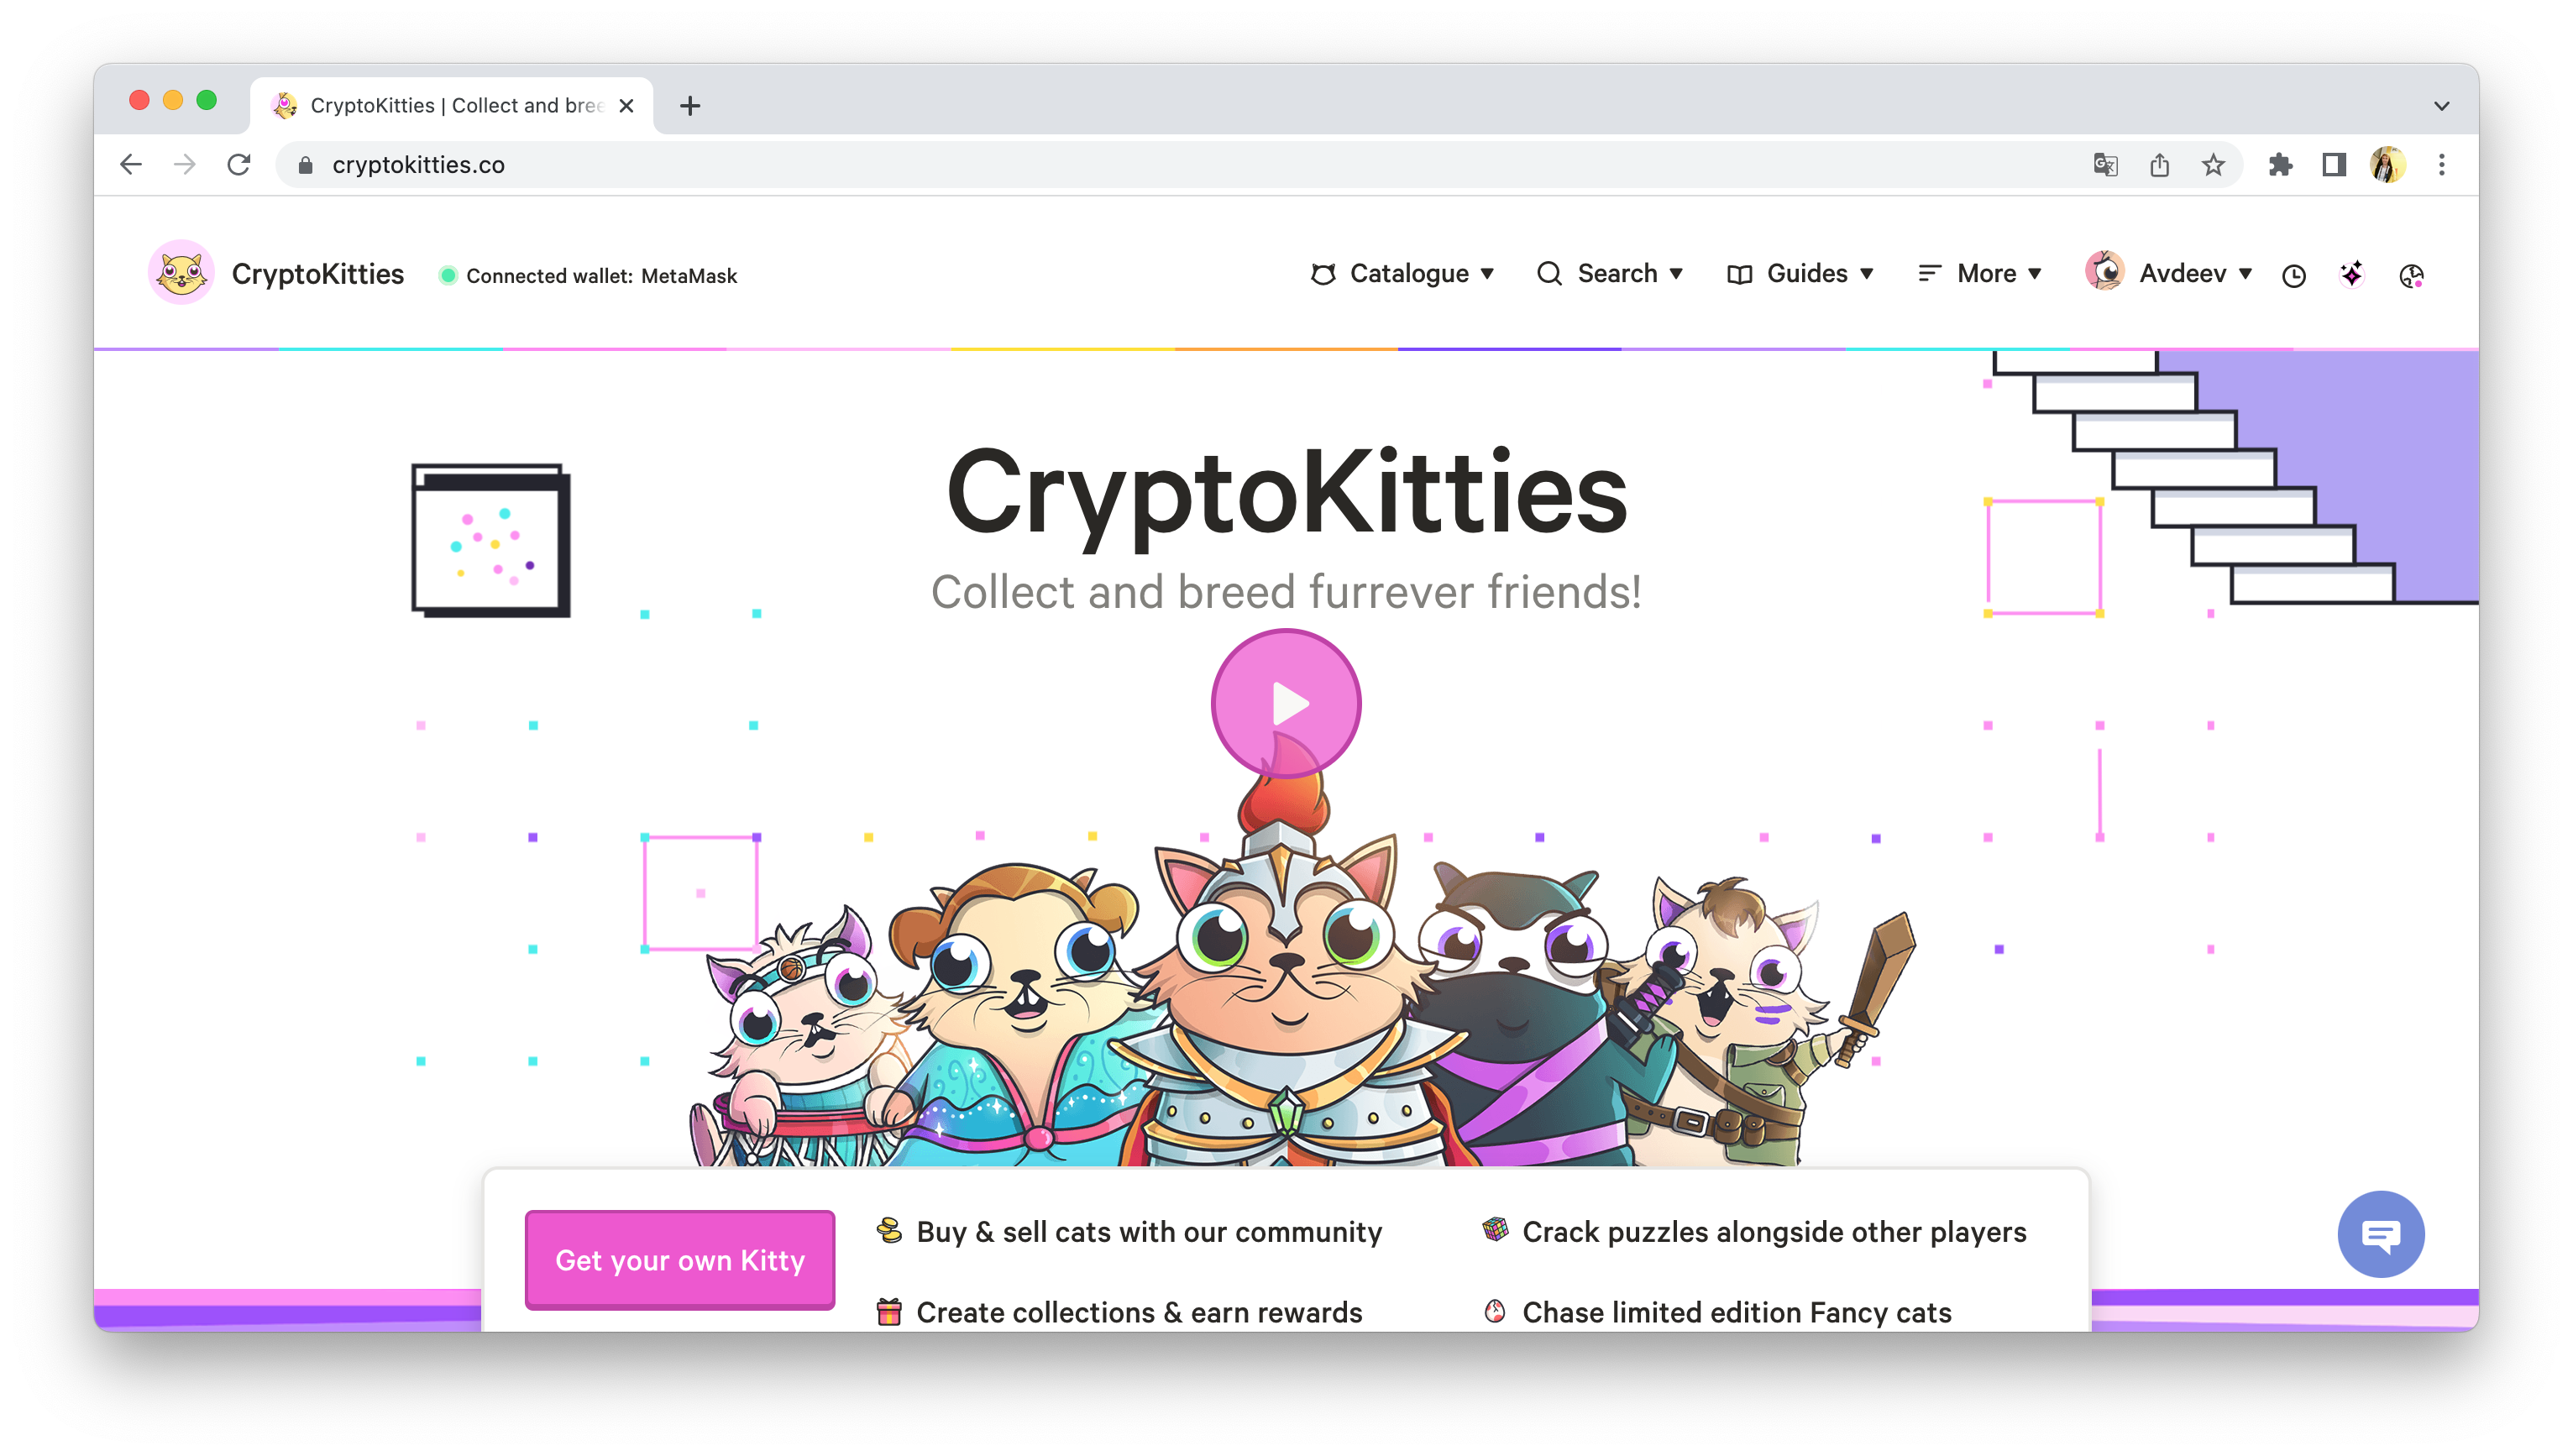 CryptoKitties | Collect and bree
cryptokitties.co
CryptoKitties
Connected wallet: MetaMask
Catalogue
Search
Guides
More
Avdeev
CryptoKitties
Collect and breed furrever friends!
Get your own Kitty
Buy & sell cats with our community
Crack puzzles alongside other players
Create collections & earn rewards
Chase limited edition Fancy cats